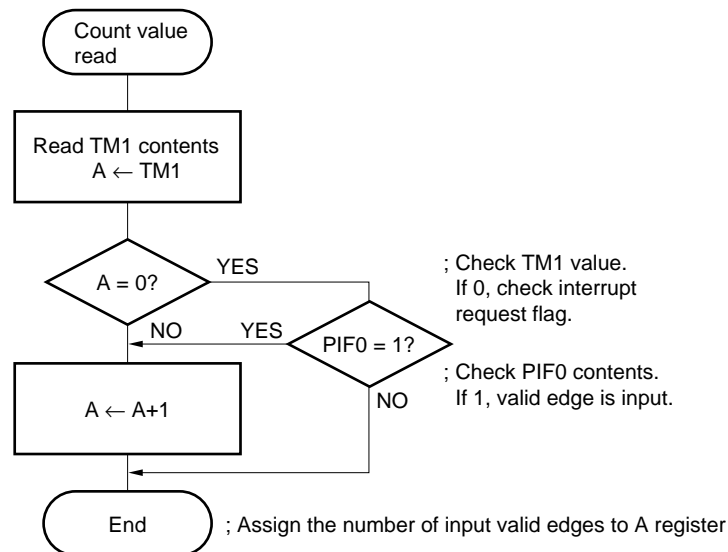 Count value
read
Read TM1 contents
A ← TM1
A = 0?
YES
; Check TM1 value.
If 0, check interrupt
request flag.
NO
YES
PIF0 = 1?
; Check PIF0 contents.
If 1, valid edge is input.
NO
A ← A+1
End
; Assign the number of input valid edges to A register